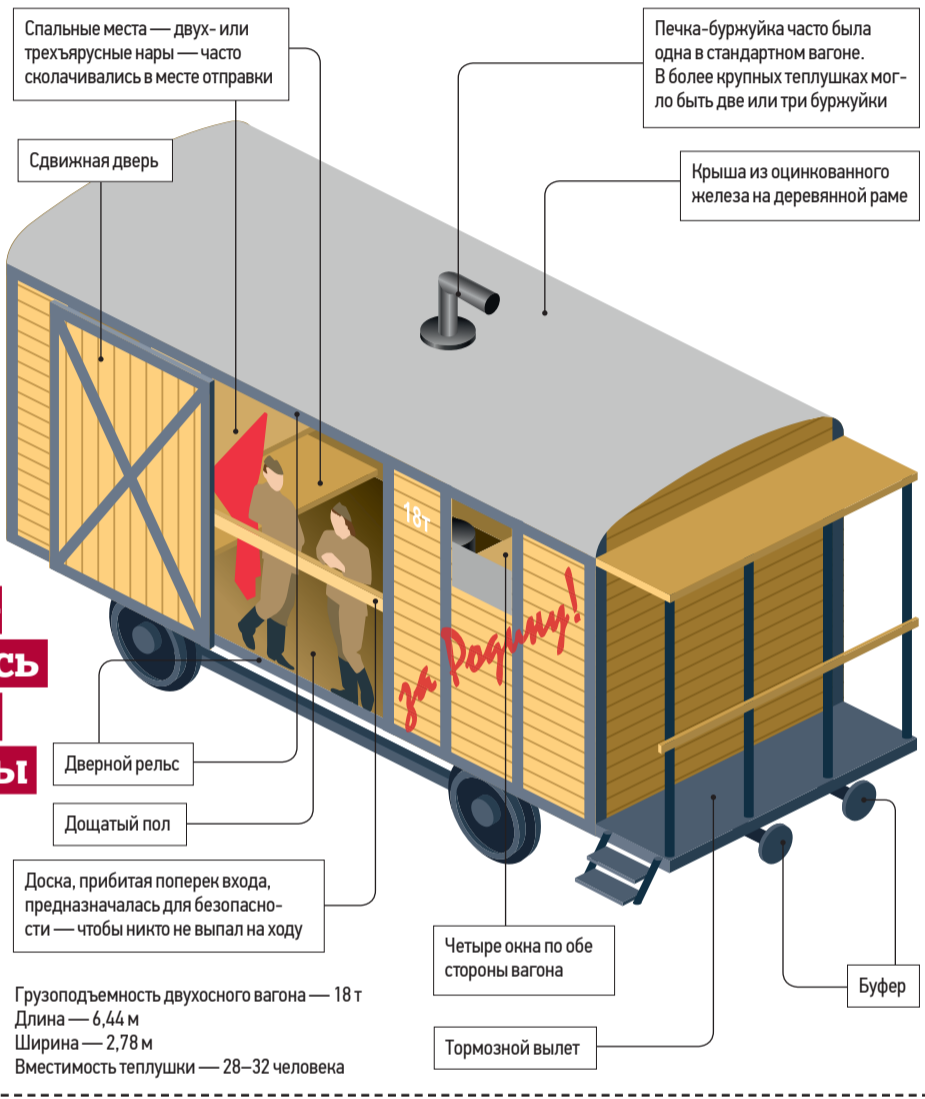 Спальные места — двух- или
трехъярусные нары — часто
сколачивались в месте отправки
Печка-буржуйка часто была
одна в стандартном вагоне.
В более крупных теплушках мог-
ло быть две или три буржуйки
Сдвижная дверь
Крыша из оцинкованного
железа на деревянной раме
18т
за Родину!
сь
ы
Дверной рельс
Дощатый пол
Доска, прибитая поперек входа,
предназначалась для безопасно-
сти — чтобы никто не выпал на ходу
Четыре окна по обе
стороны вагона
Буфер
Тормозной вылет
Грузоподъемность двухосного вагона — 18 т
Длина — 6,44 м
Ширина — 2,78 м
Вместимость теплушки — 28–32 человека